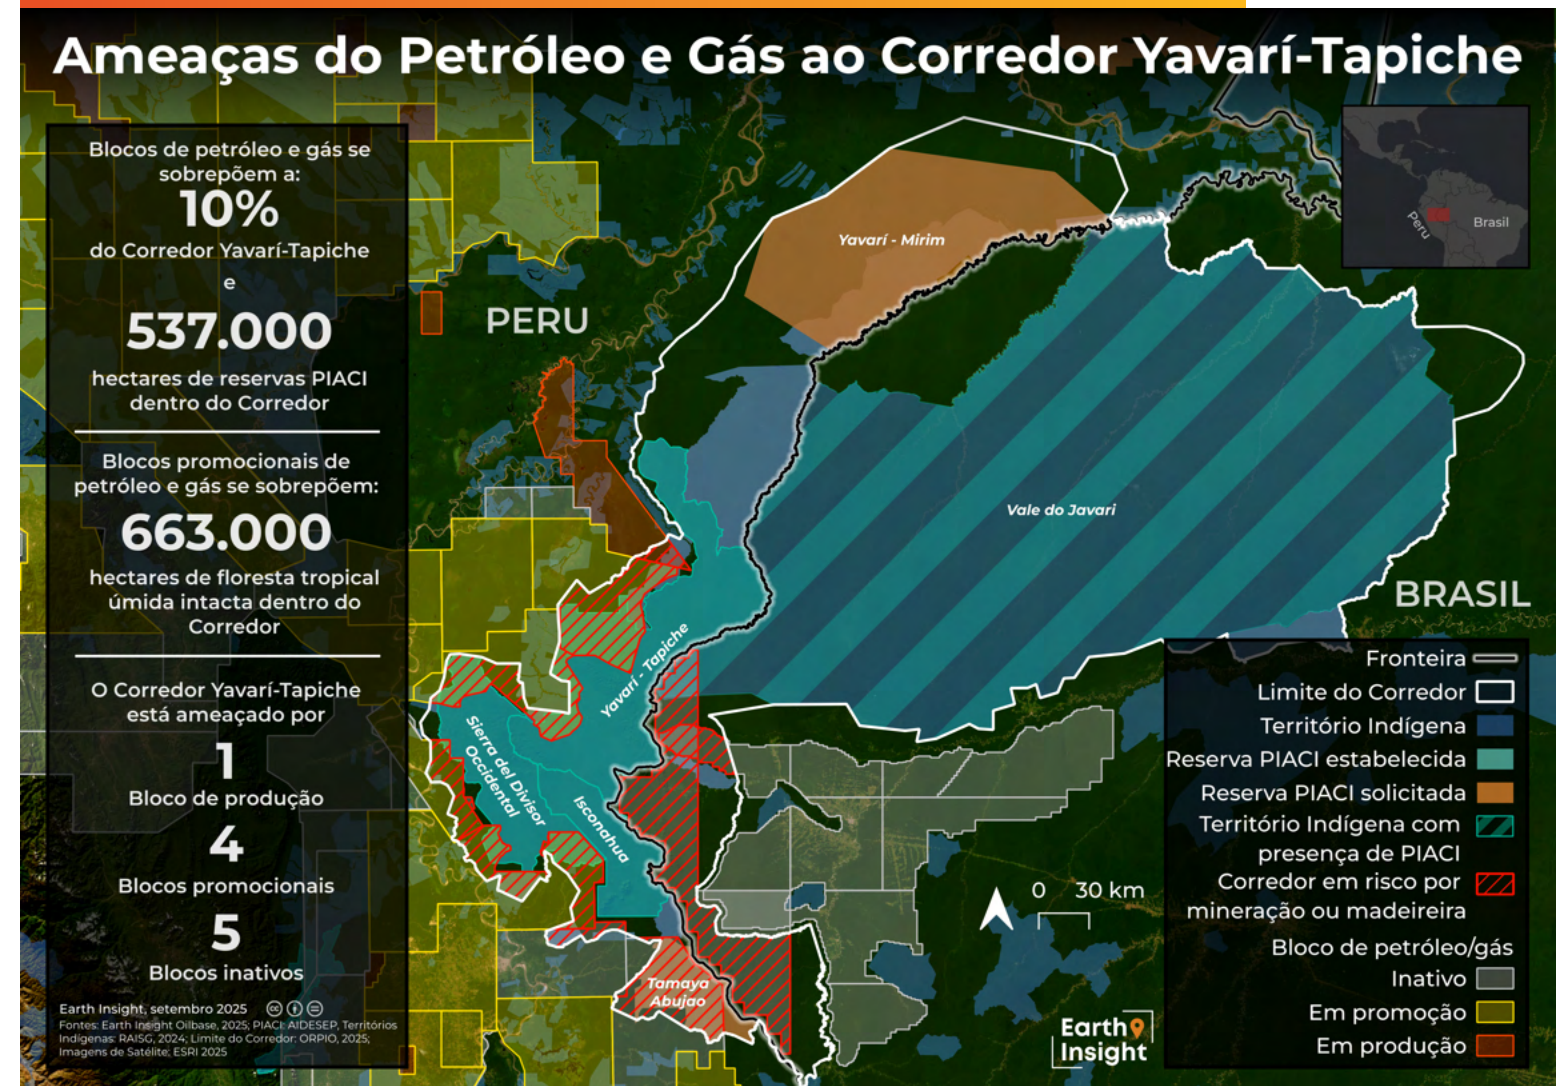 Ameaças do Petróleo e Gás ao Corredor Yavarí-Tapiche
Blocos de petróleo e gás se
sobrepõem a:
10%
do Corredor Yavarí-Tapiche
e
537.000
hectares de reservas PIACI
dentro do Corredor
Blocos promocionais de
petróleo e gás se sobrepõem:
663.000
hectares de floresta tropical
úmida intacta dentro do
Corredor
O Corredor Yavarí-Tapiche
está ameaçado por
1
Bloco de produção
4
Blocos promocionais
5
Blocos inativos
Earth Insight, setembro 2025
Fontes: Earth Insight Oilbase, 2025; PIACI: AIDESEP, Territórios
Indígenas: RAISG, 2024; Limite do Corredor: ORPIO, 2025;
Imagens de Satélite: ESRI 2025
PERU
Yavarí - Mirim
Peru
Brasil
Vale do Javari
BRASIL
Yavarí - Tapiche
Sierra del Divisor
Occidental
Isconahua
Tamaya
Abujao
0 30 km
Earth
Insight
Fronteira
Limite do Corredor
Território Indígena
Reserva PIACI estabelecida
Reserva PIACI solicitada
Território Indígena com
presença de PIACI
Corredor em risco por
mineração ou madeireira
Bloco de petróleo/gás
Inativo
Em promoção
Em produção